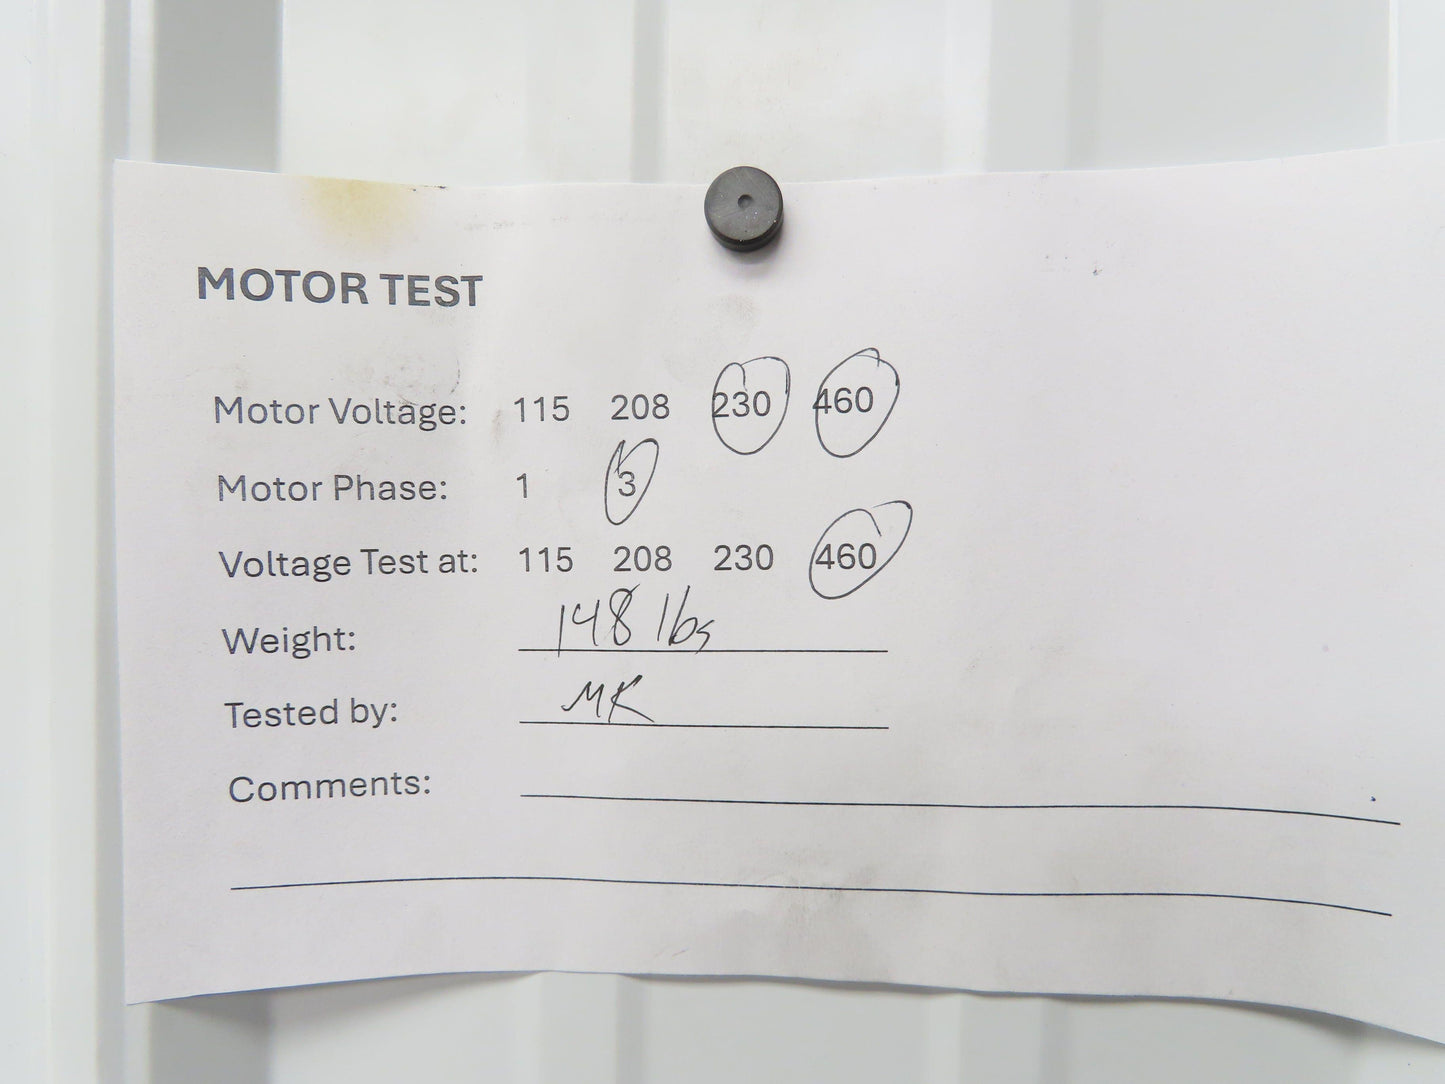 MOTOR TEST
Motor Voltage: 115 208 230 460
Motor Phase: 1 3
Voltage Test at: 115 208 230 460
Weight: 148 lbs
Tested by: MK
Comments: